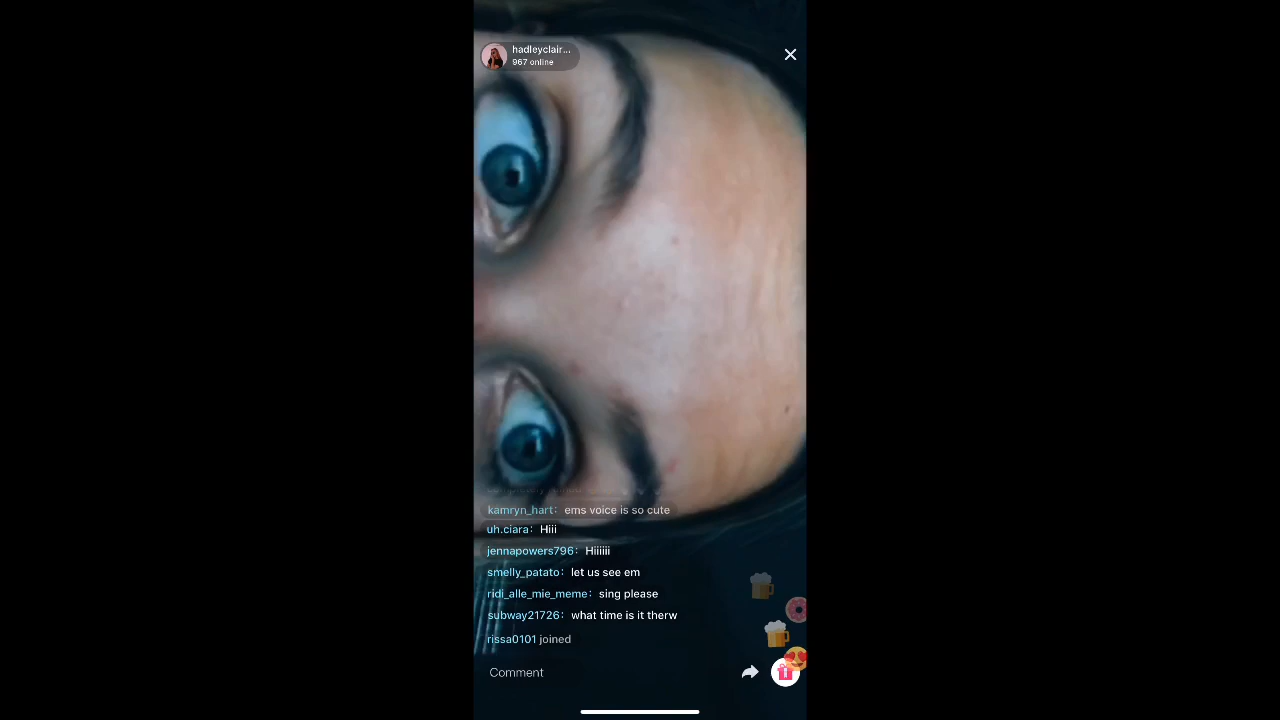 hadleyclair...
967 online
kamryn_hart: ems voice is so cute
uh.ciara: Hiii
jennapowers796: Hiiiiii
smelly_patato: let us see em
ridi_alle_mie_meme: sing please
subway21726: what time is it therw
rissa0101 joined
Comment